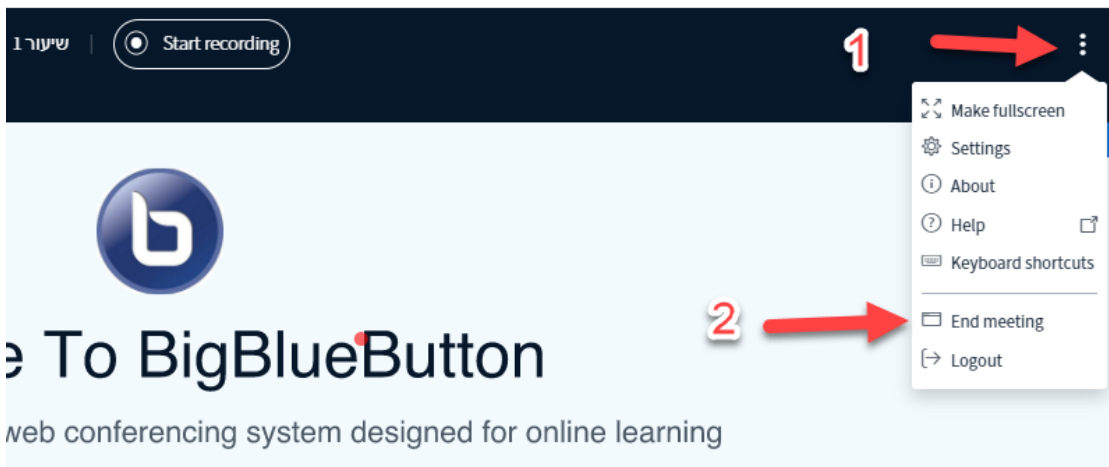 שיעור 1 | Start recording
1
Make fullscreen
Settings
About
Help
Keyboard shortcuts
2
End meeting
Logout
e To BigBlueButton
web conferencing system designed for online learning